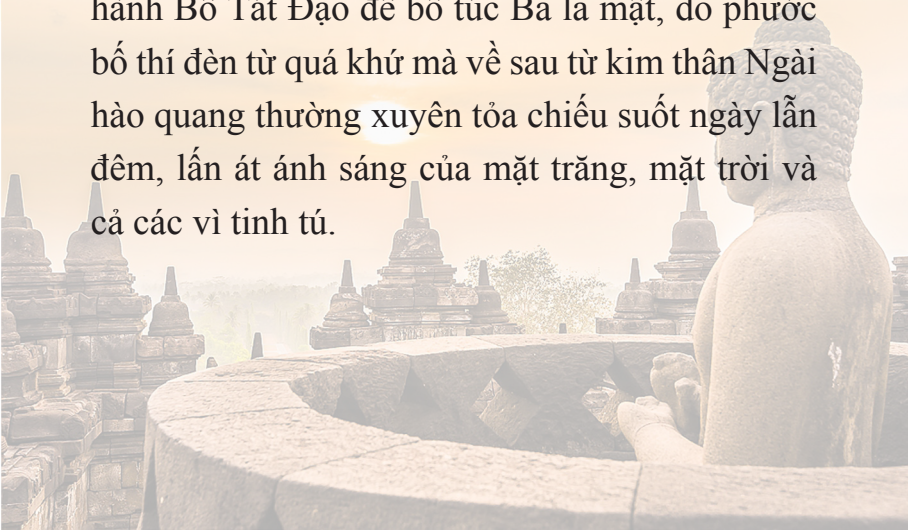 hành Bồ Tát Đạo để bồ túc Ba la mật, do phước
bố thí đèn từ quá khứ mà về sau từ kim thân Ngài
hào quang thường xuyên tỏa chiếu suốt ngày lẫn
đêm, lấn át ánh sáng của mặt trăng, mặt trời và
cả các vì tinh tú.